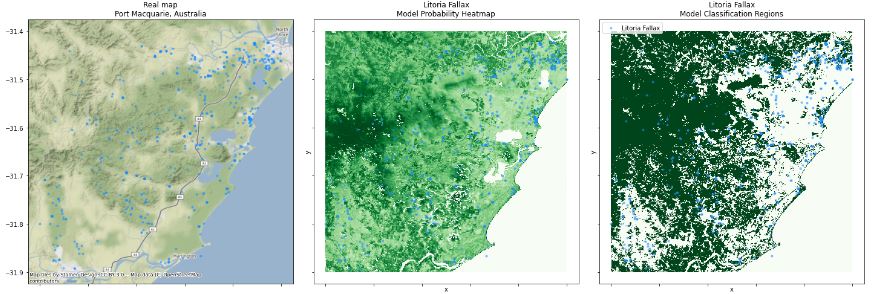 Real map
Port Macquarie, Australia
Litoria Fallax
Model Probability Heatmap
Litoria Fallax
Model Classification Regions
−31.4
−31.5
−31.6
−31.7
−31.8
−31.9
North
Shore
y
x
y
x
Litoria Fallax
Map tiles by Stamen Design, CC BY 3.0 -- Map data (C) OpenStreetMap
contributors